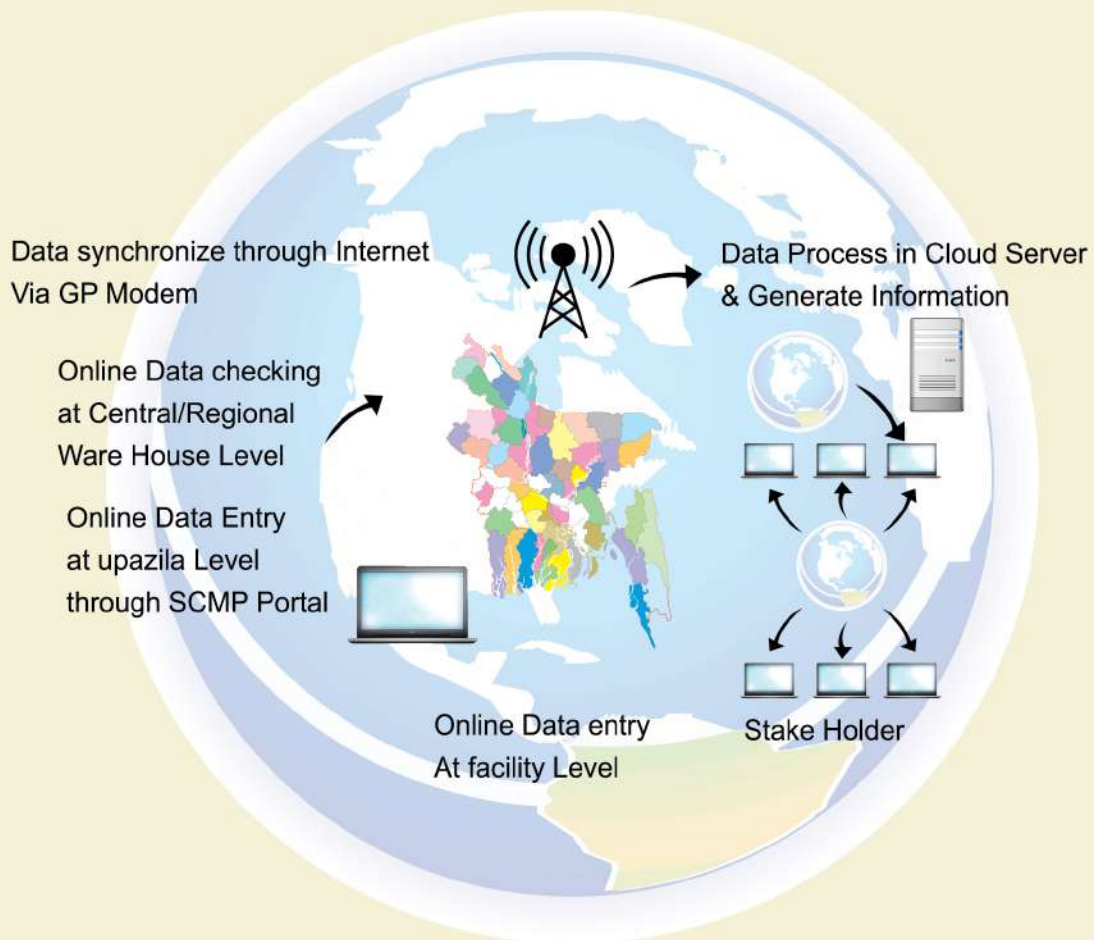 Data synchronize through Internet
Via GP Modem
Data Process in Cloud Server
& Generate Information
Online Data checking
at Central/Regional
Ware House Level
Online Data Entry
at upazila Level
through SCMP Portal
Online Data entry
At facility Level
Stake Holder